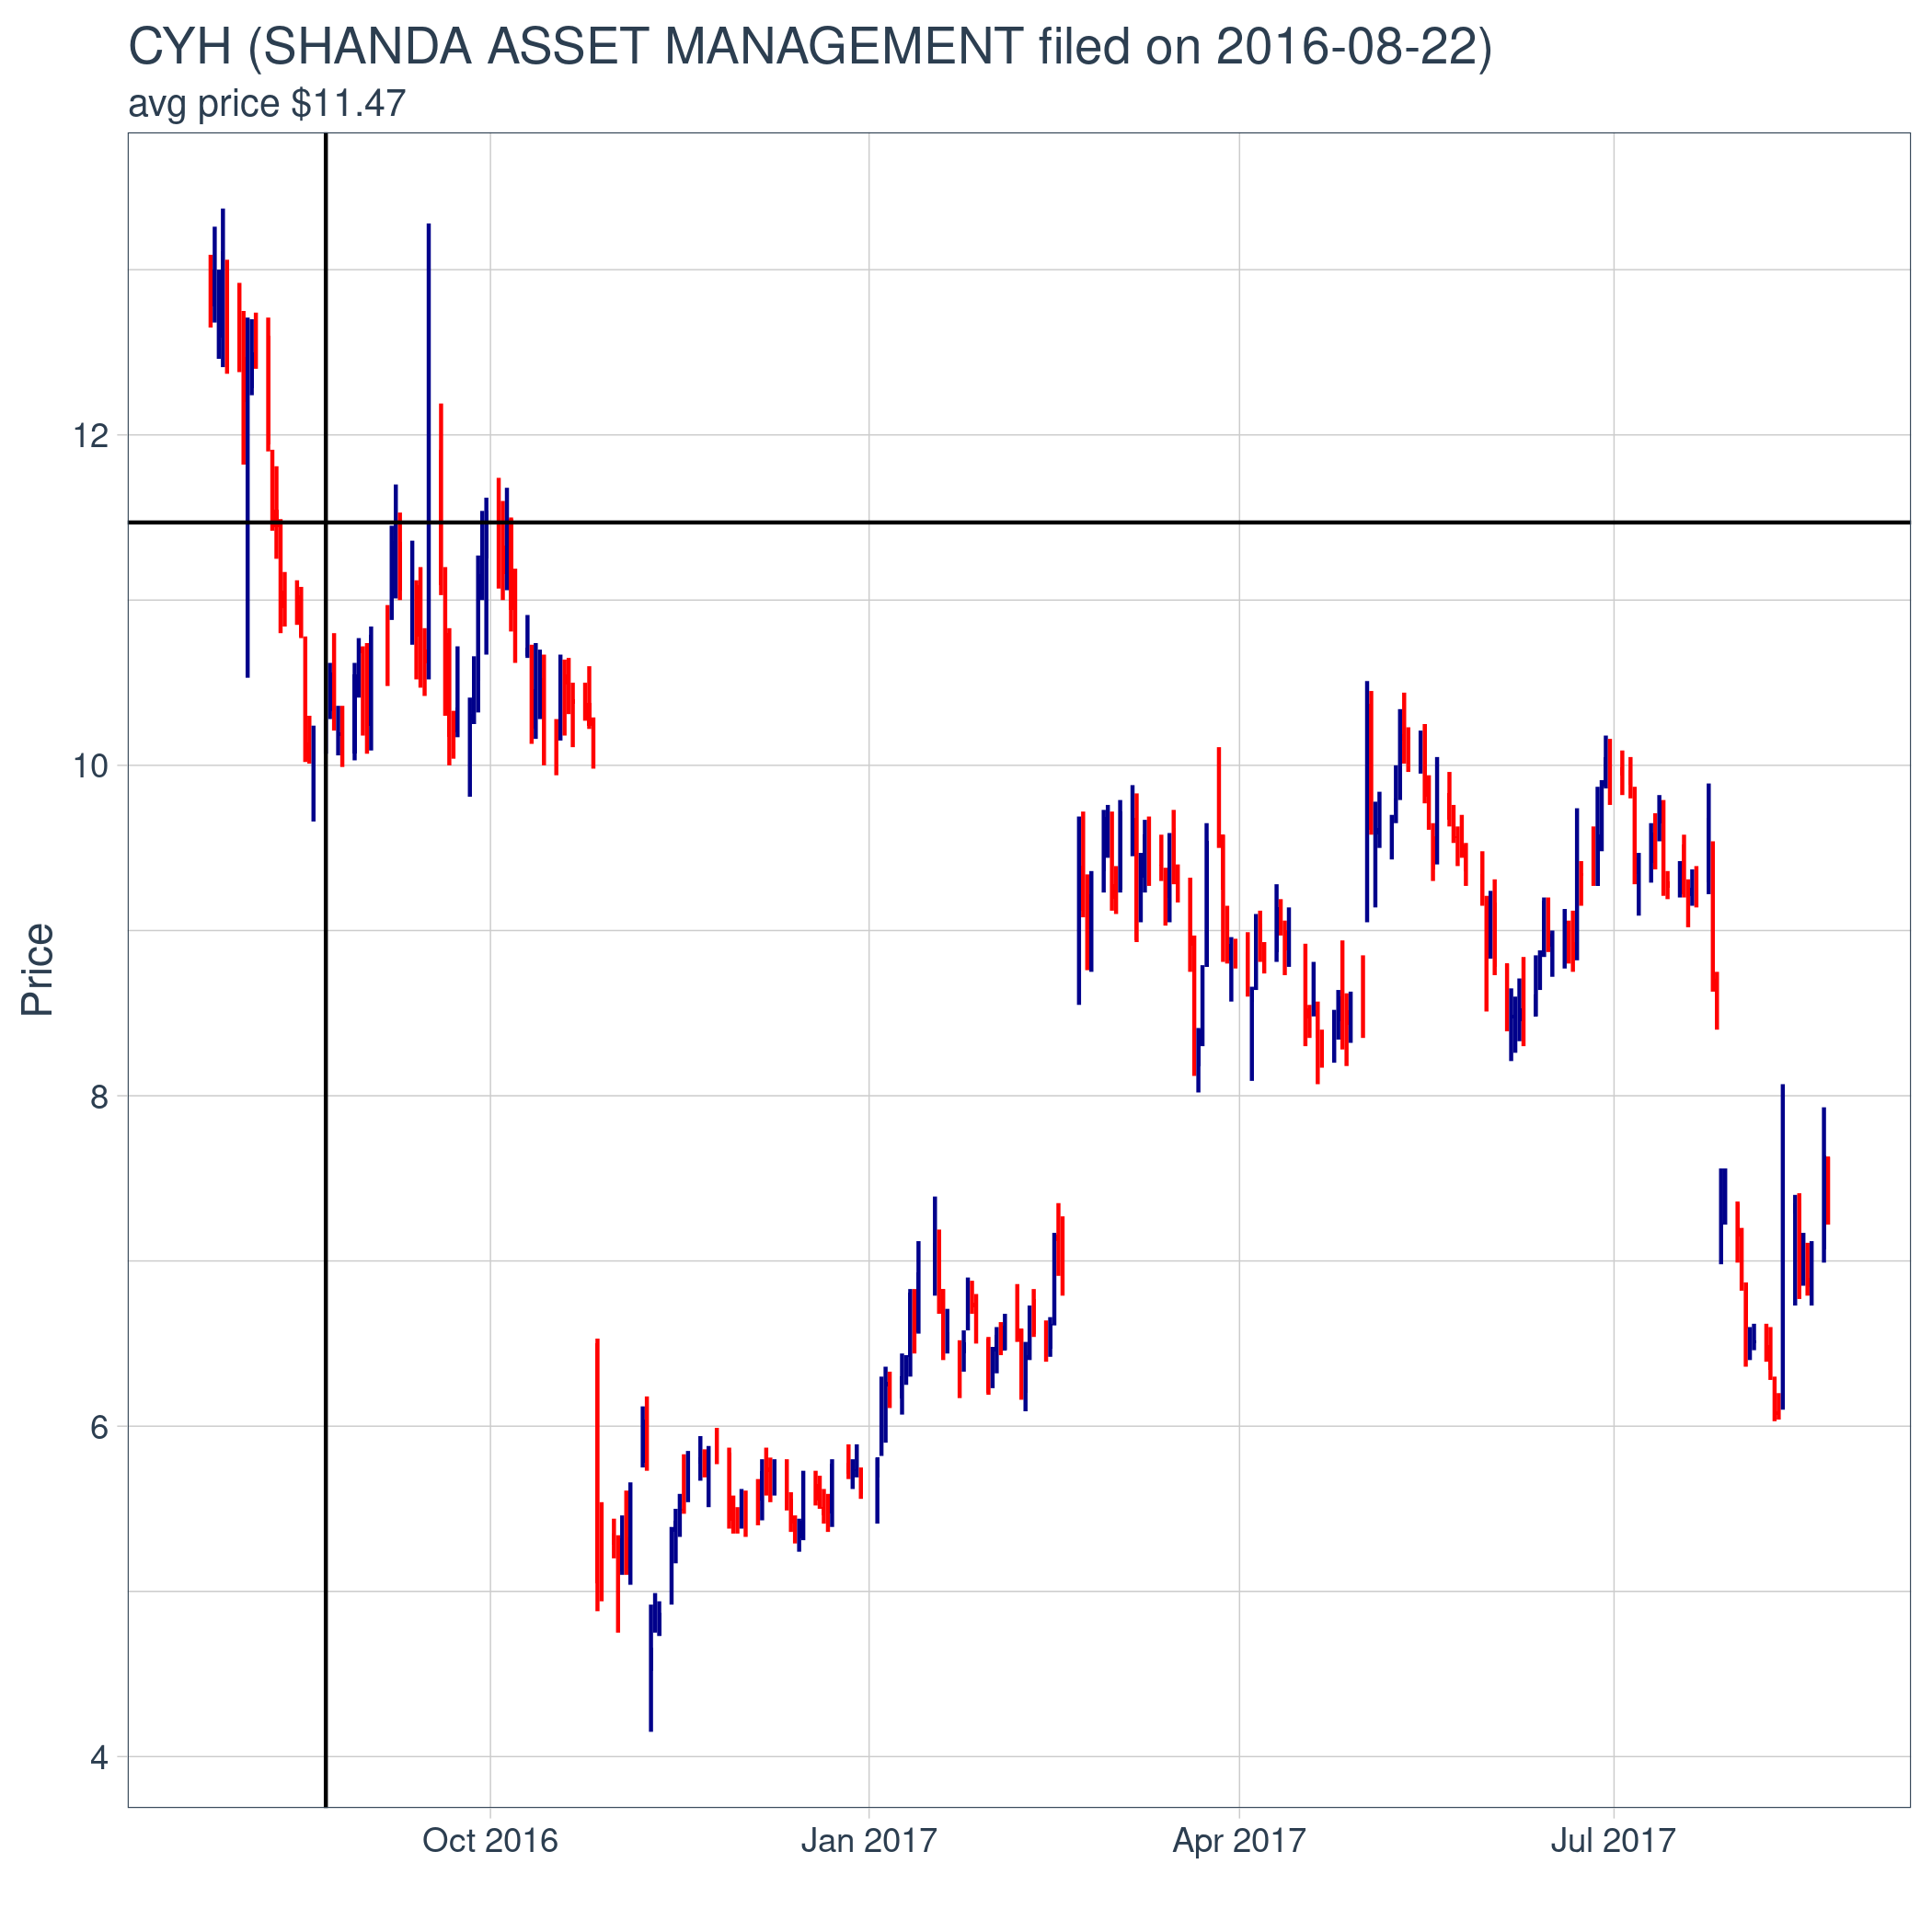 CYH (SHANDA ASSET MANAGEMENT filed on 2016-08-22)
avg price $11.47
12
10
8
6
4
Price
Oct 2016
Jan 2017
Apr 2017
Jul 2017